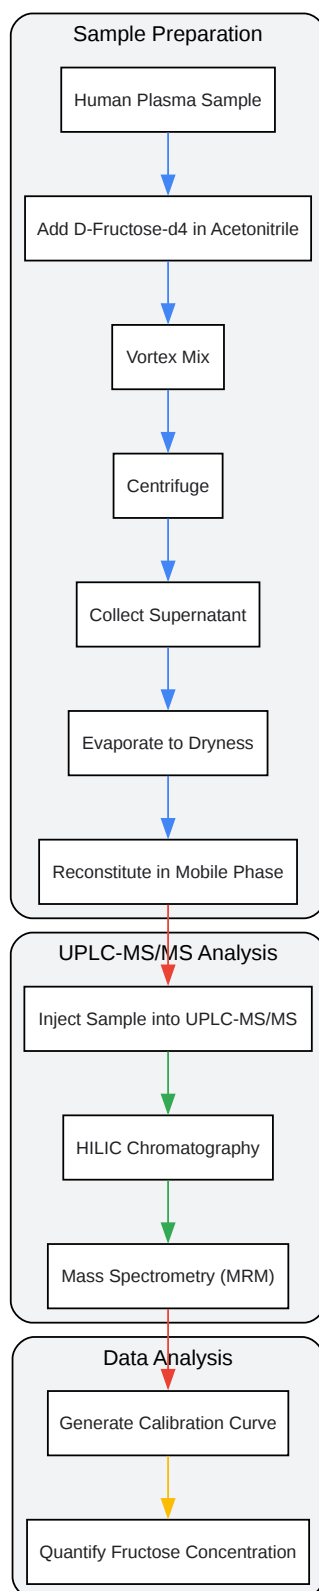 Sample Preparation
Human Plasma Sample
Add D-Fructose-d4 in Acetonitrile
Vortex Mix
Centrifuge
Collect Supernatant
Evaporate to Dryness
Reconstitute in Mobile Phase
UPLC-MS/MS Analysis
Inject Sample into UPLC-MS/MS
HILIC Chromatography
Mass Spectrometry (MRM)
Data Analysis
Generate Calibration Curve
Quantify Fructose Concentration